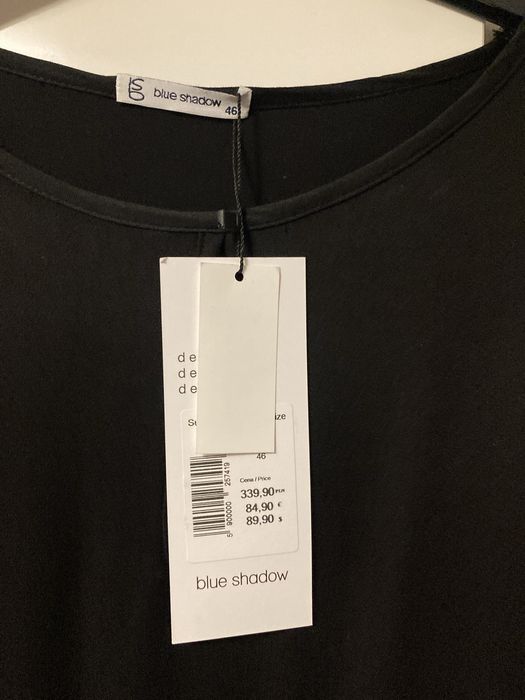 blue shadow
46
de
de
de
46
Cena / Price
339,90 PLN
84,90 €
89,90 $
5 900000 257419
blue shadow